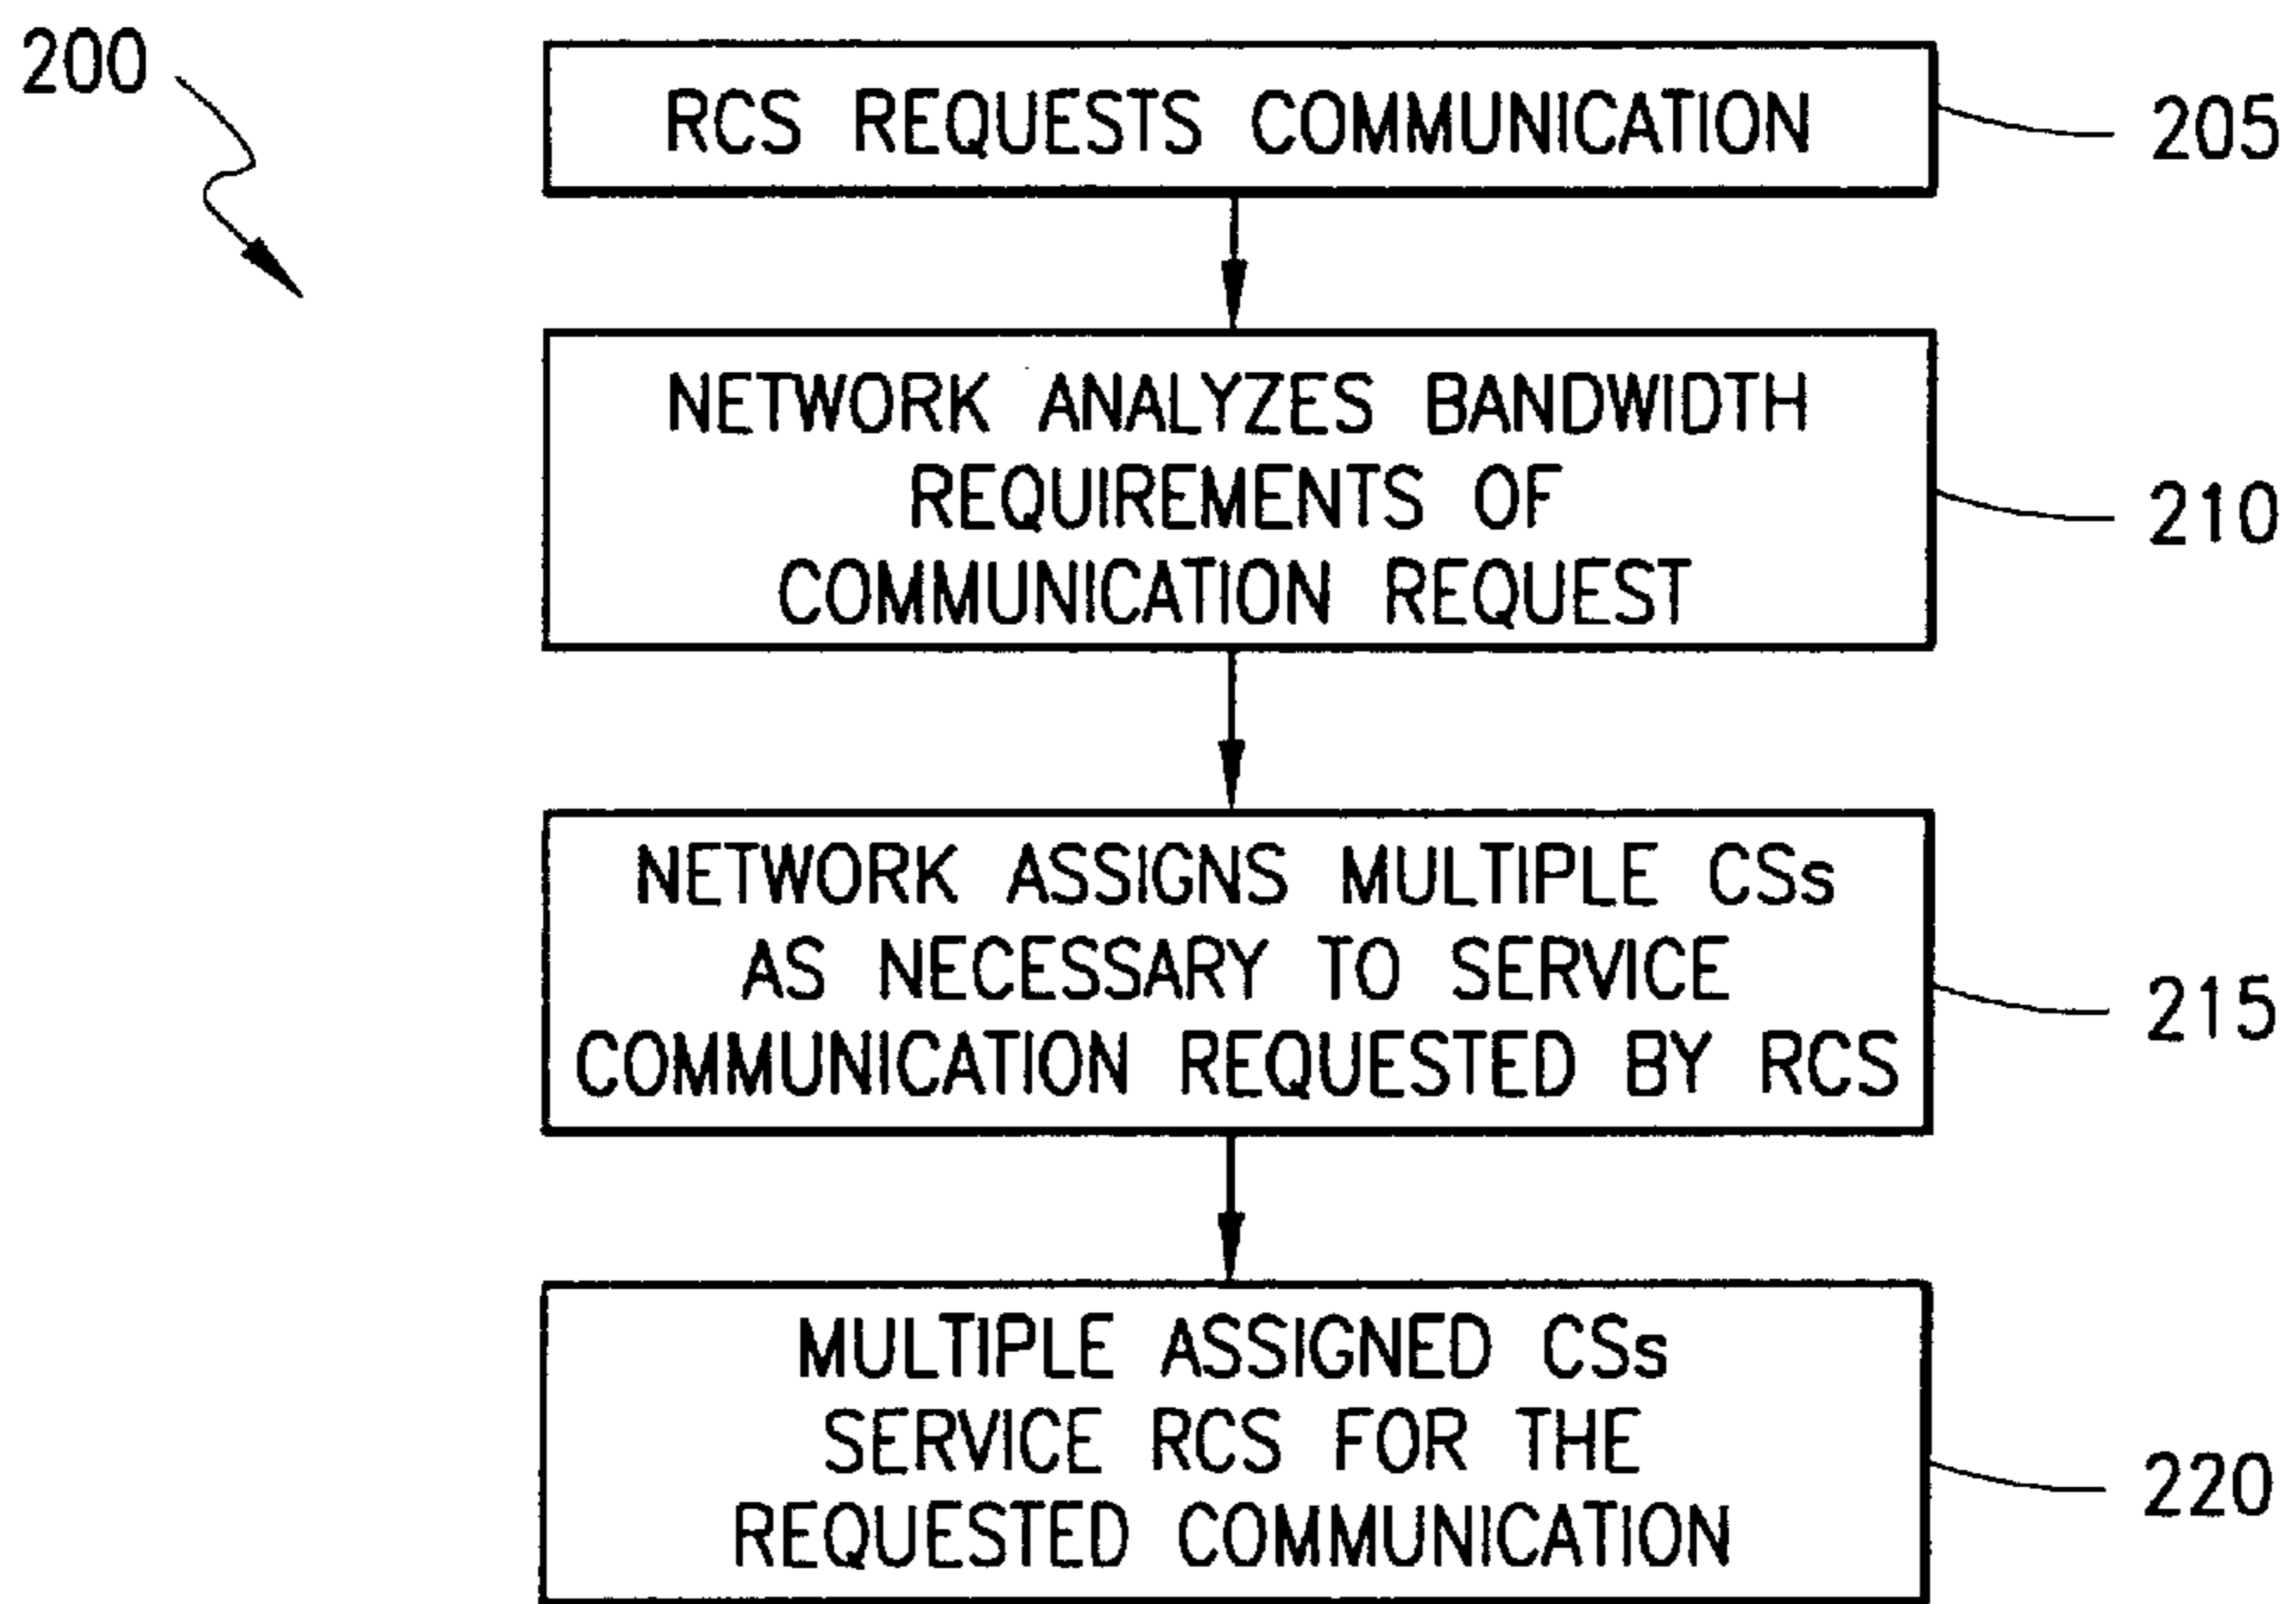 200
RCS REQUESTS COMMUNICATION
205
NETWORK ANALYZES BANDWIDTH
REQUIREMENTS OF
COMMUNICATION REQUEST
210
NETWORK ASSIGNS MULTIPLE CSs
AS NECESSARY TO SERVICE
COMMUNICATION REQUESTED BY RCS
215
MULTIPLE ASSIGNED CSs
SERVICE RCS FOR THE
REQUESTED COMMUNICATION
220